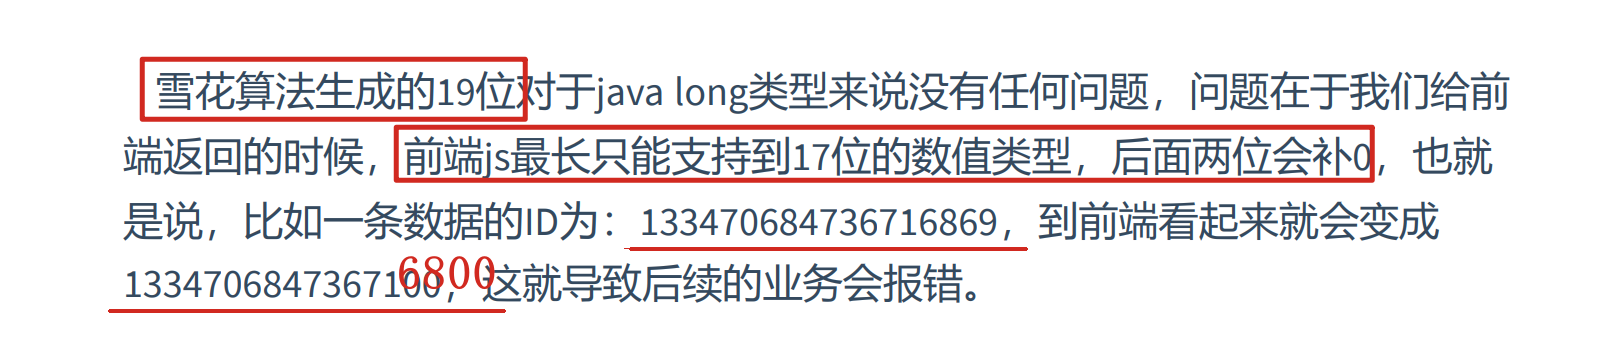 雪花算法生成的19位对于java long类型来说没有任何问题，问题在于我们给前
端返回的时候，前端js最长只能支持到17位的数值类型，后面两位会补0，也就
是说，比如一条数据的ID为：133470684736716869，到前端看起来就会变成
1334706847367100，这就导致后续的业务会报错。
6800